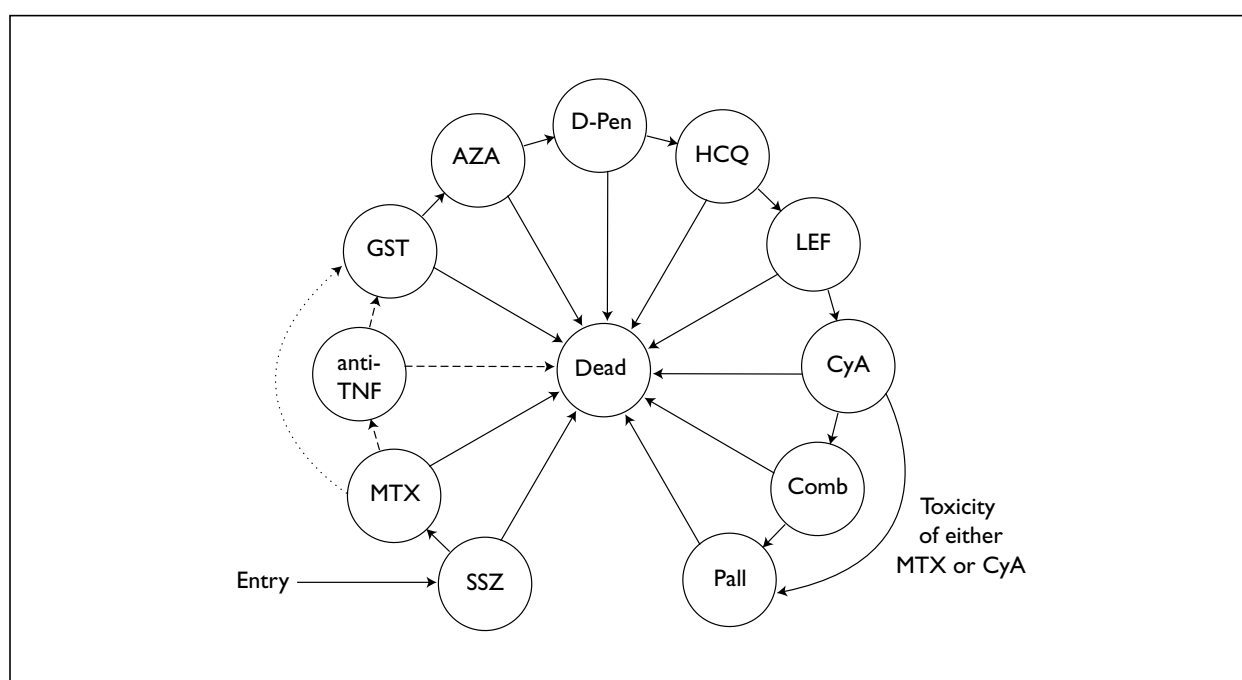 D-Pen
AZA
HCQ
GST
LEF
anti-
TNF
Dead
CyA
MTX
Comb
Toxicity
of either
MTX or CyA
Entry
SSZ
Pall